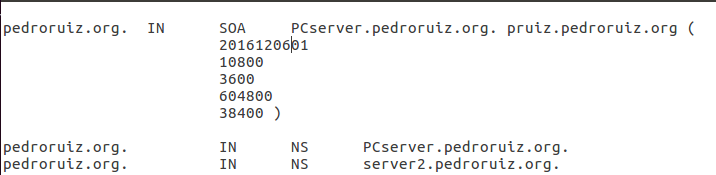 pedroruiz.org. IN SOA PCserver.pedroruiz.org. pruiz.pedroruiz.org (
2016120601
10800
3600
604800
38400 )
pedroruiz.org. IN NS PCserver.pedroruiz.org.
pedroruiz.org. IN NS server2.pedroruiz.org.